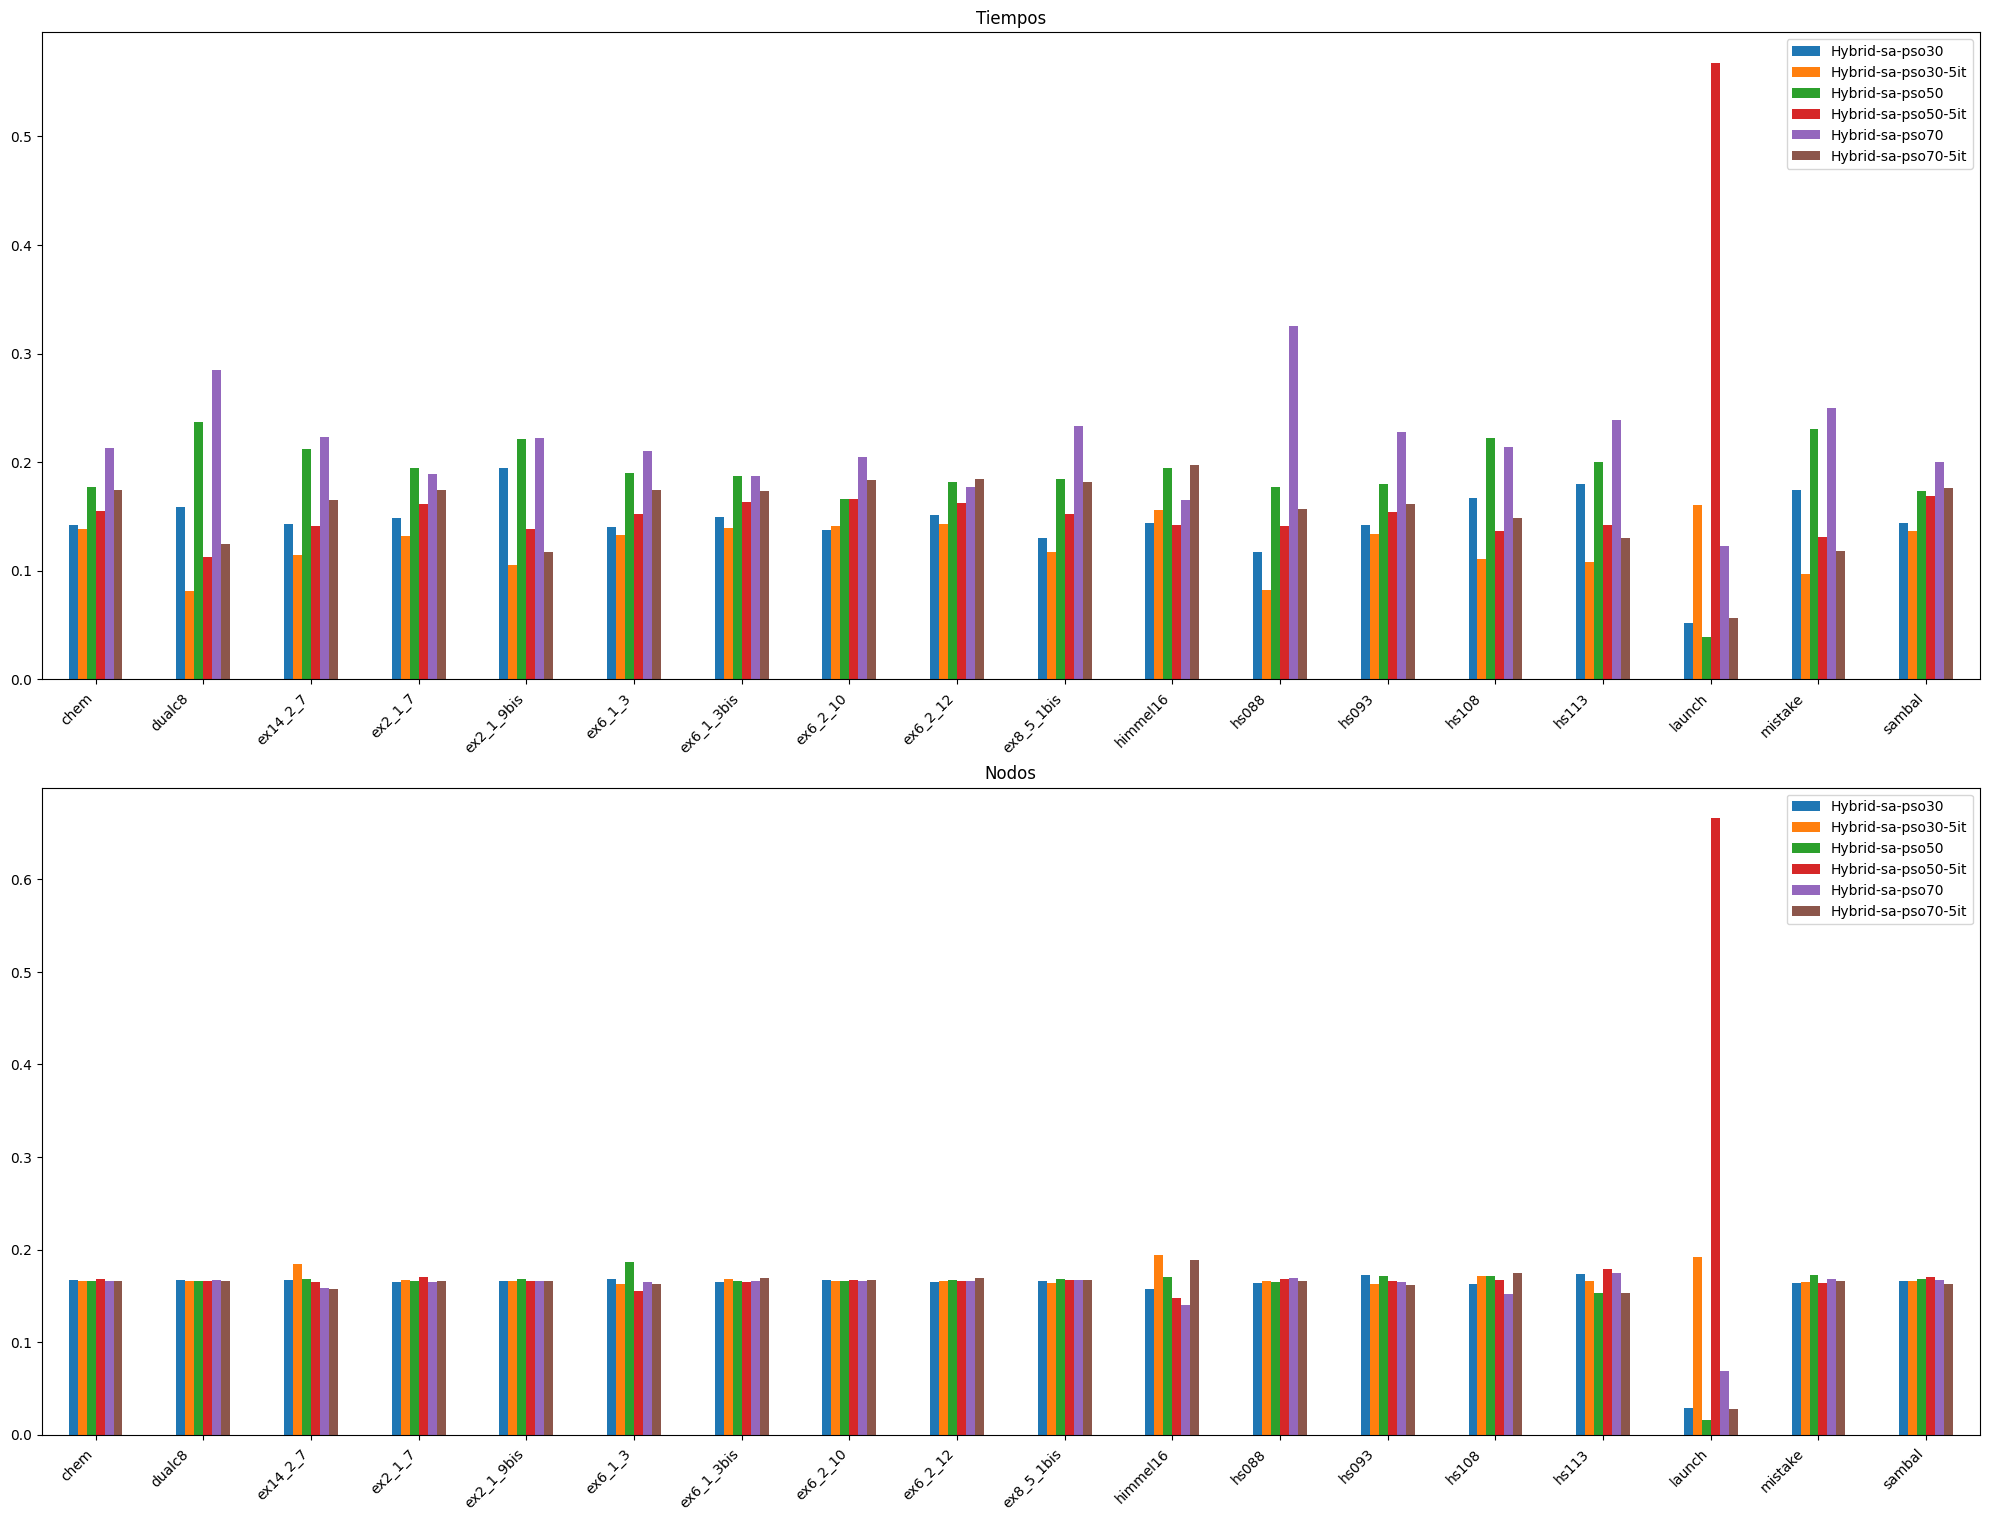 Tiempos
Hybrid-sa-pso30
Hybrid-sa-pso30-5it
Hybrid-sa-pso50
Hybrid-sa-pso50-5it
Hybrid-sa-pso70
Hybrid-sa-pso70-5it
0.5
0.4
0.3
0.2
0.1
0.0
chem
dualc8
ex14_2_7
ex2_1_7
ex2_1_9bis
ex6_1_3
ex6_1_3bis
ex6_2_10
ex6_2_12
ex8_5_1bis
himmel16
hs088
hs093
hs108
hs113
launch
mistake
sambal
Nodos
Hybrid-sa-pso30
Hybrid-sa-pso30-5it
Hybrid-sa-pso50
Hybrid-sa-pso50-5it
Hybrid-sa-pso70
Hybrid-sa-pso70-5it
0.6
0.5
0.4
0.3
0.2
0.1
0.0
chem
dualc8
ex14_2_7
ex2_1_7
ex2_1_9bis
ex6_1_3
ex6_1_3bis
ex6_2_10
ex6_2_12
ex8_5_1bis
himmel16
hs088
hs093
hs108
hs113
launch
mistake
sambal